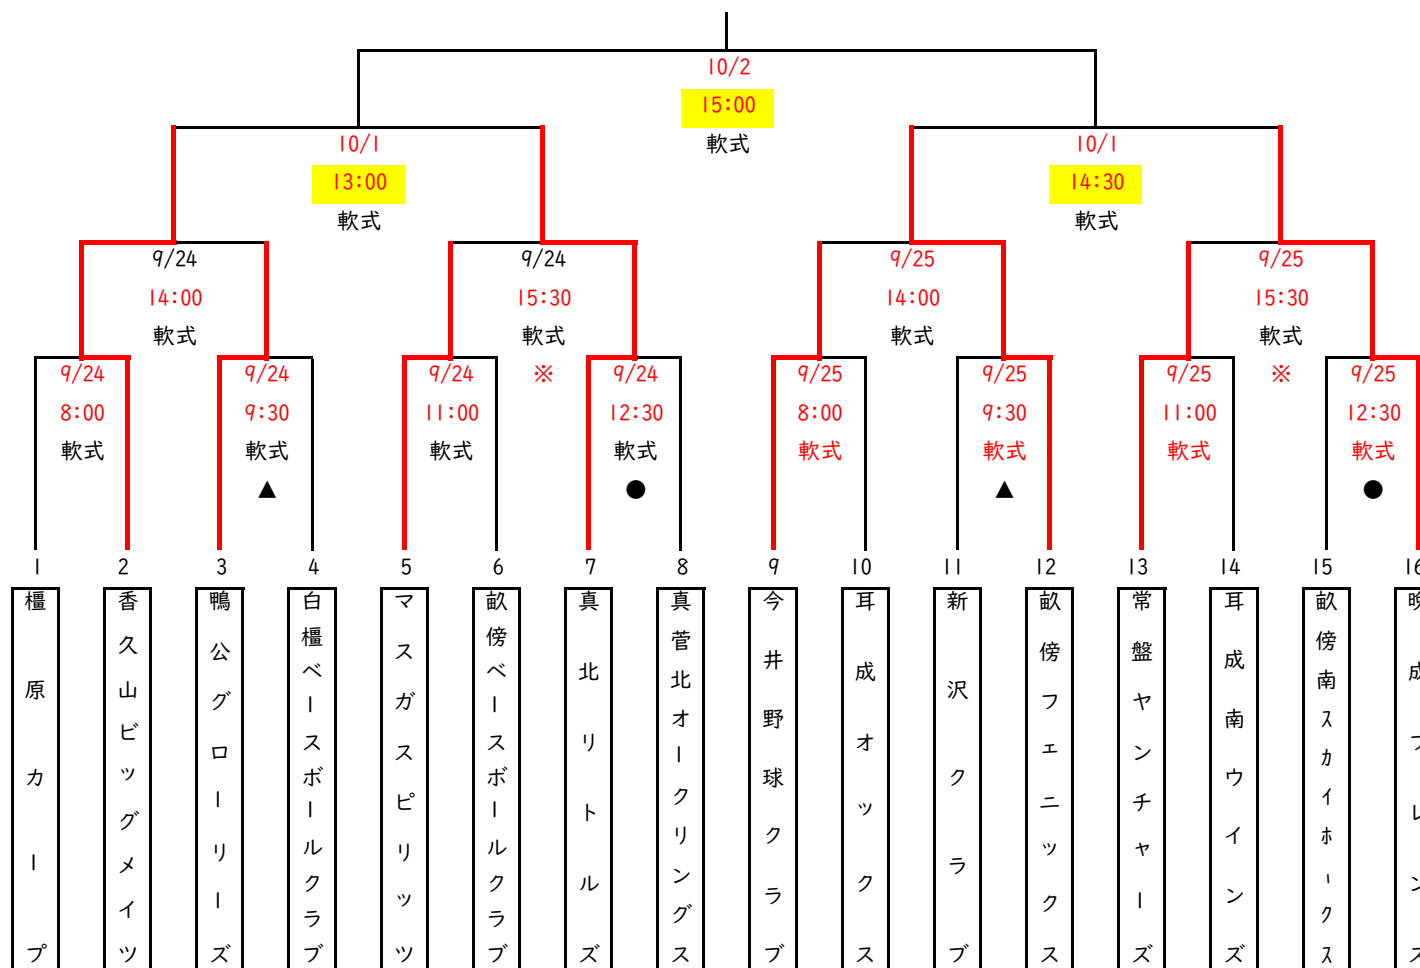 10/2
15:00
軟式
10/1
10/1
13:00
14:30
軟式
軟式
9/24
9/24
9/25
9/25
14:00
15:30
14:00
15:30
軟式
軟式
軟式
軟式
9/24
9/24
9/24
※
9/24
9/25
9/25
9/25
※
9/25
8:00
9:30
11:00
12:30
8:00
9:30
11:00
12:30
軟式
軟式
軟式
軟式
軟式
軟式
軟式
軟式
▲
●
▲
●
1
2
3
4
5
6
7
8
9
10
11
12
13
14
15
16
橿原カープ
香久山ビッグメイツ
鴨公グローリーズ
白橿ベースボールクラブ
マスガスピリッツ
畝傍ベースボールクラブ
真北リトルズ
真菅北オークリングス
今井野球クラブ
耳成オックス
新沢クラブ
畝傍フェニックス
常盤ヤンチャーズ
耳成南ウインズ
畝傍南スカイホークス